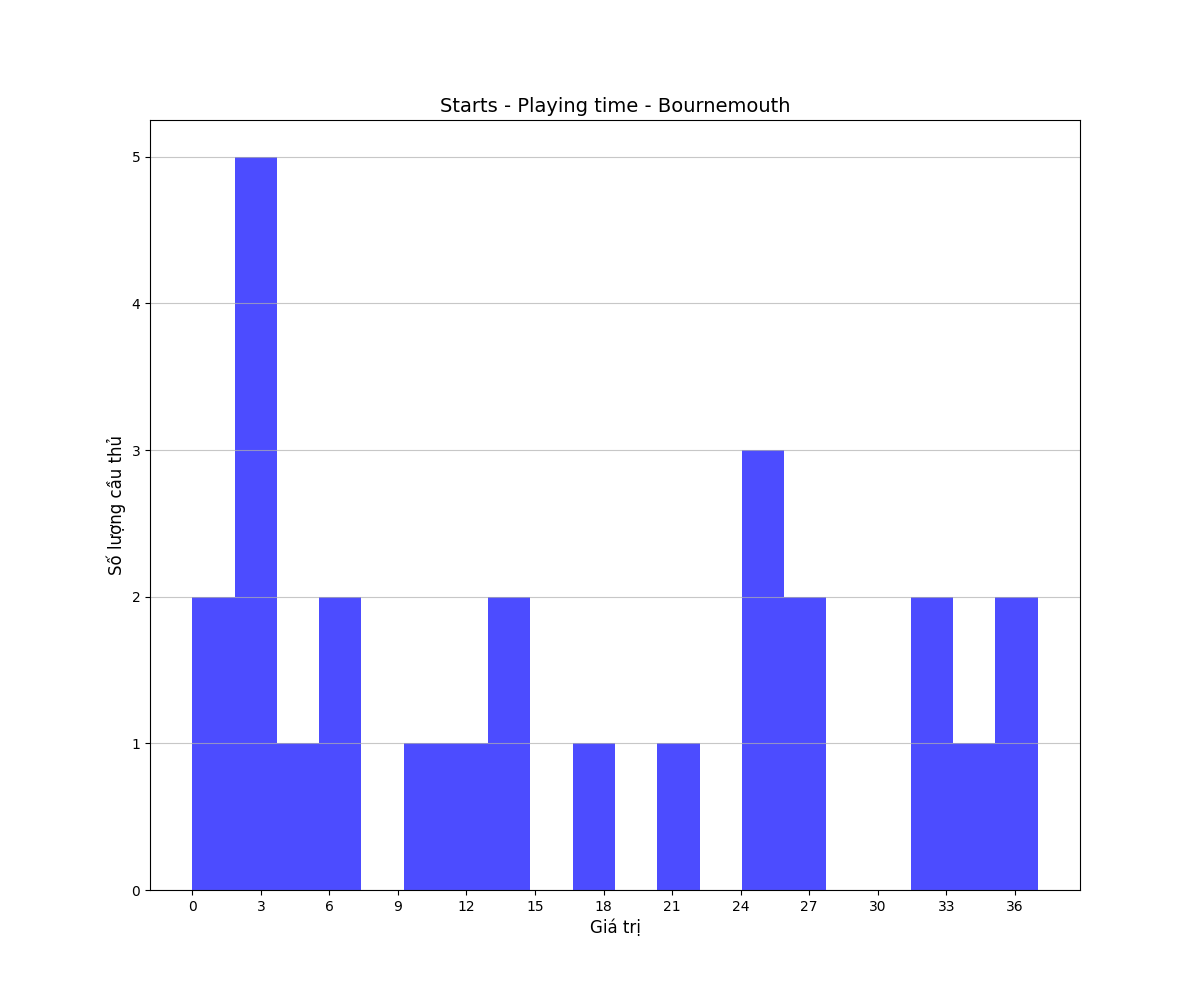 Starts - Playing time - Bournemouth
5
4
3
2
1
0
Số lượng cầu thủ
0 3 6 9 12 15 18 21 24 27 30 33 36
Giá trị